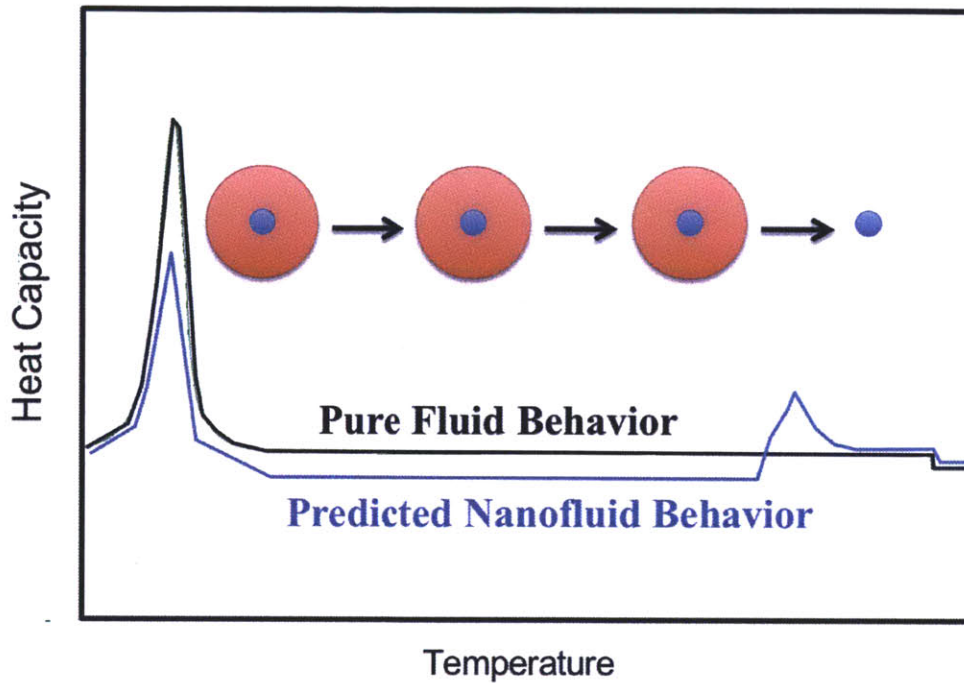 Heat Capacity
Pure Fluid Behavior
Predicted Nanofluid Behavior
Temperature